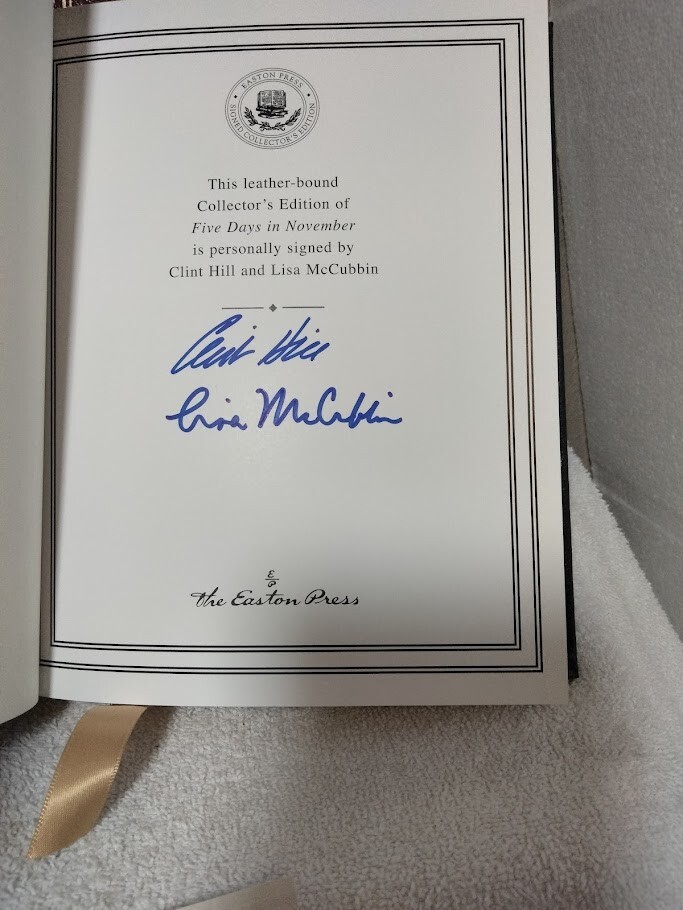 EASTON PRESS
SIGNED COLLECTOR'S EDITION
This leather-bound
Collector's Edition of
Five Days in November
is personally signed by
Clint Hill and Lisa McCubbin
Clint Hill
Lisa McCubbin
E
P
the Easton Press